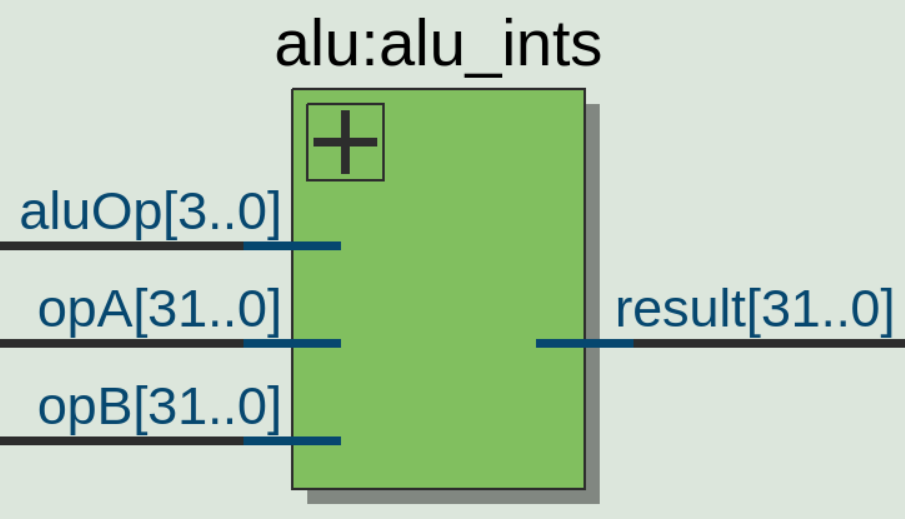 alu:alu_ints
aluOp[3..0]
opA[31..0]
result[31..0]
opB[31..0]